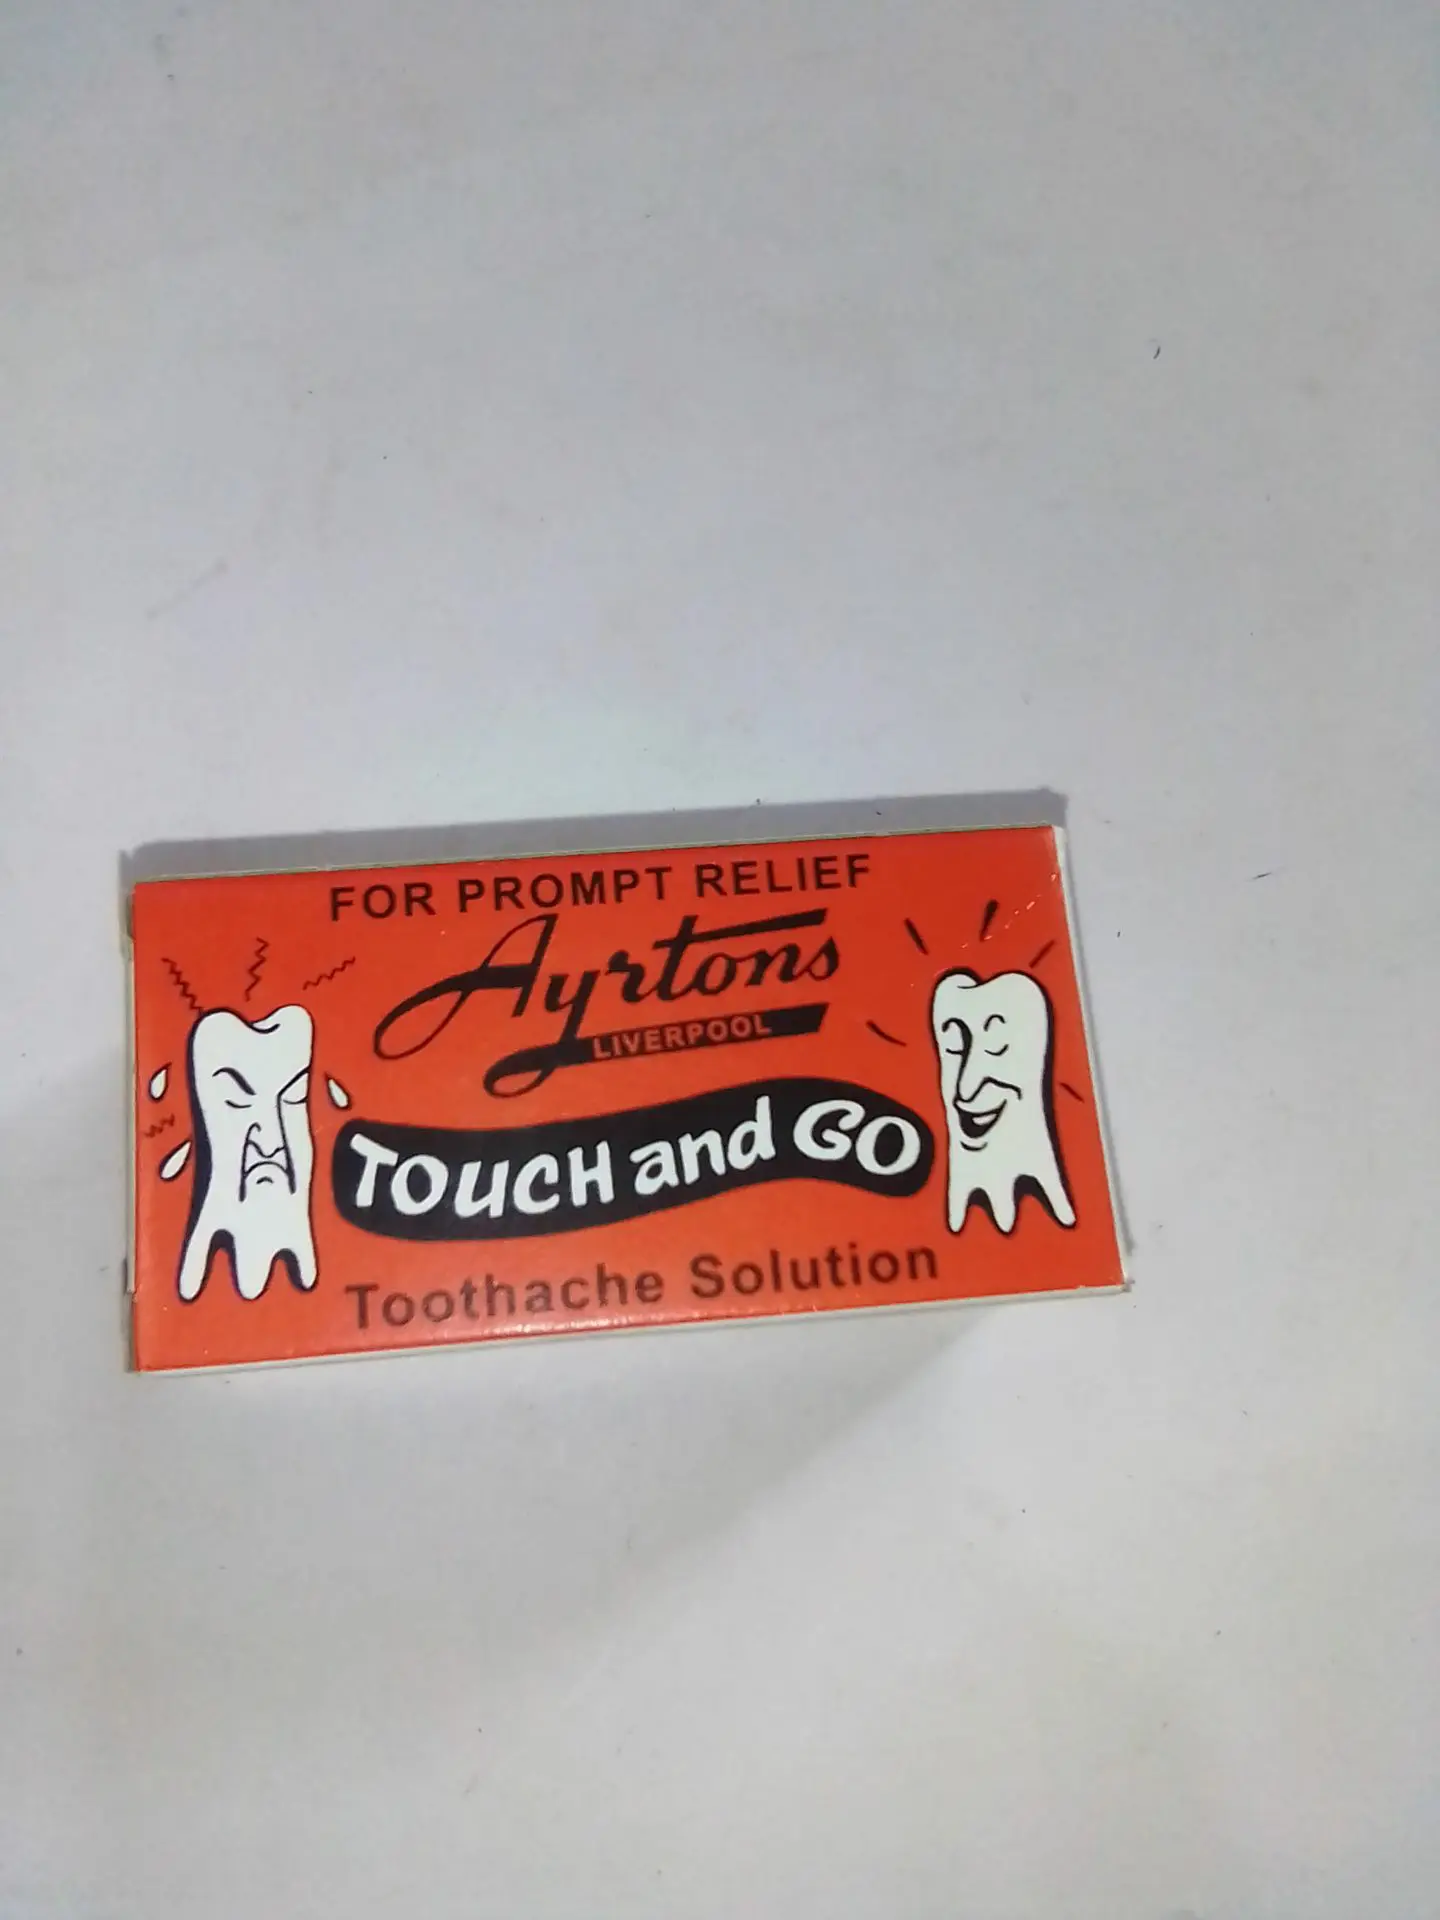 FOR PROMPT RELIEF
Ayrtons
LIVERPOOL
TOUCH and GO
Toothache Solution